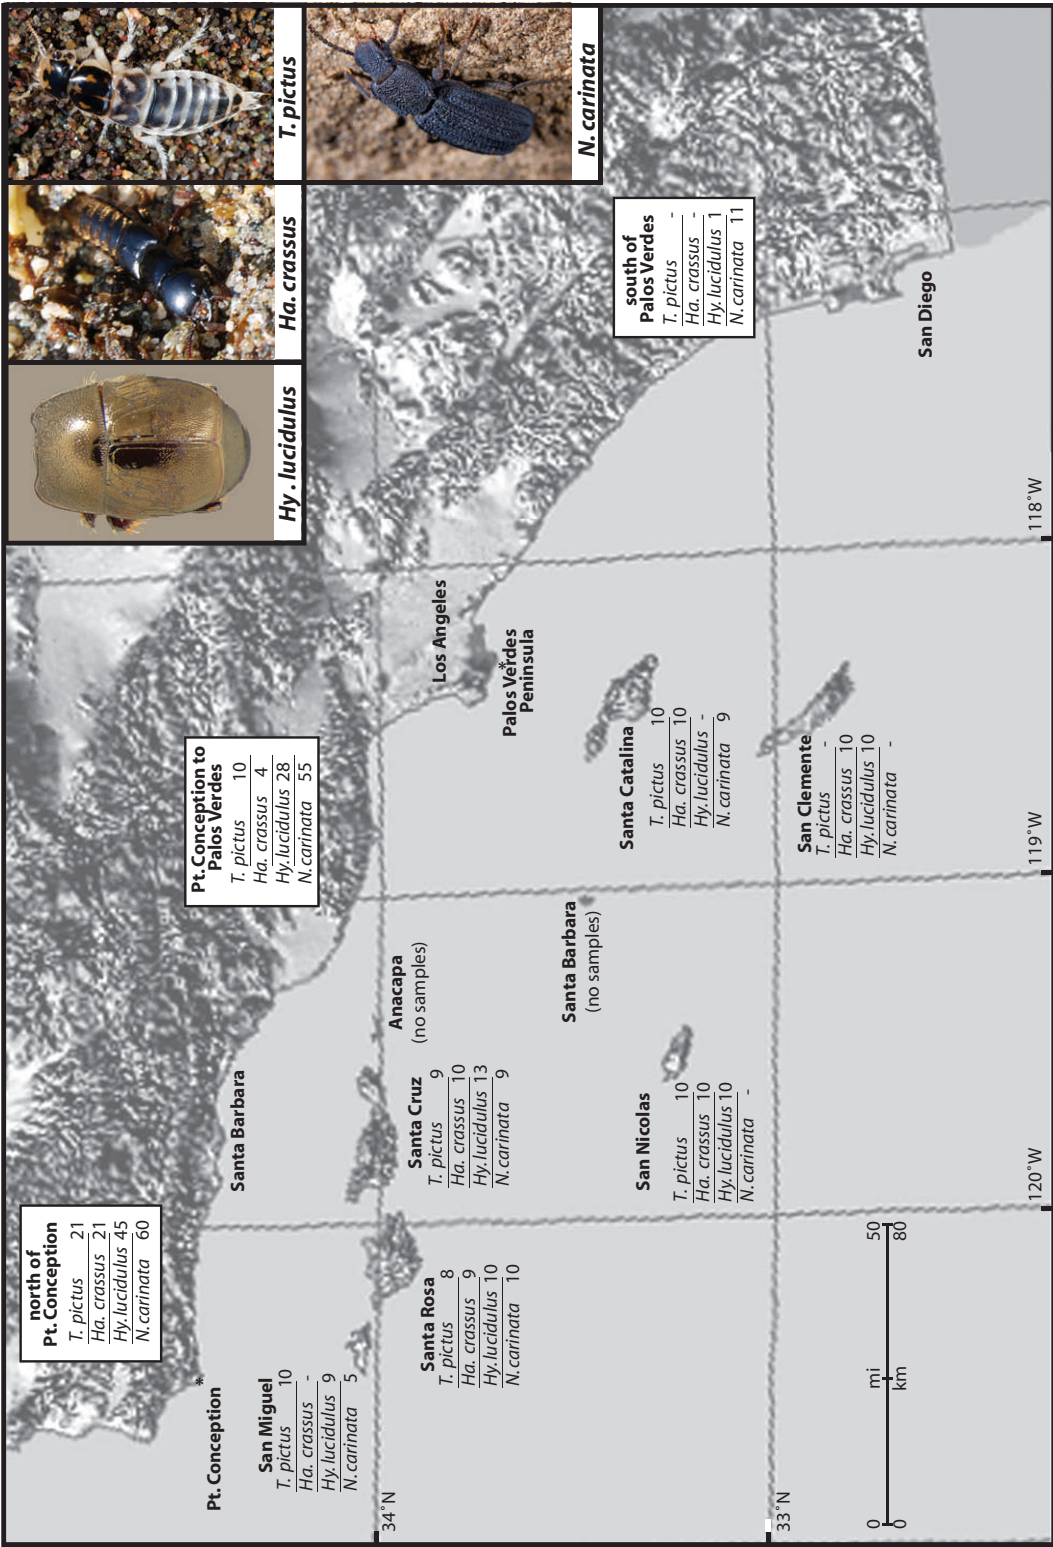 Hy. lucidulus
Ha. crassus
T. pictus
N. carinata
north of
Pt. Conception
T. pictus 21
Ha. crassus 21
Hy. lucidulus 45
N. carinata 60
Pt. Conception to
Palos Verdes
T. pictus 10
Ha. crassus 4
Hy. lucidulus 28
N. carinata 55
south of
Palos Verdes
T. pictus -
Ha. crassus -
Hy. lucidulus 1
N. carinata 11
Pt. Conception
*
Santa Barbara
Los Angeles
*
Palos Verdes
Peninsula
San Diego
San Miguel
T. pictus 10
Ha. crassus -
Hy. lucidulus 9
N. carinata 5
Santa Rosa
T. pictus 8
Ha. crassus 9
Hy. lucidulus 10
N. carinata 10
Santa Cruz
T. pictus 9
Ha. crassus 10
Hy. lucidulus 13
N. carinata 9
Anacapa
(no samples)
Santa Barbara
(no samples)
San Nicolas
T. pictus 10
Ha. crassus 10
Hy. lucidulus 10
N. carinata -
Santa Catalina
T. pictus 10
Ha. crassus 10
Hy. lucidulus -
N. carinata 9
San Clemente
T. pictus -
Ha. crassus 10
Hy. lucidulus 10
N. carinata -
34°N
33°N
0 mi 50
0 km 80
120°W
119°W
118°W